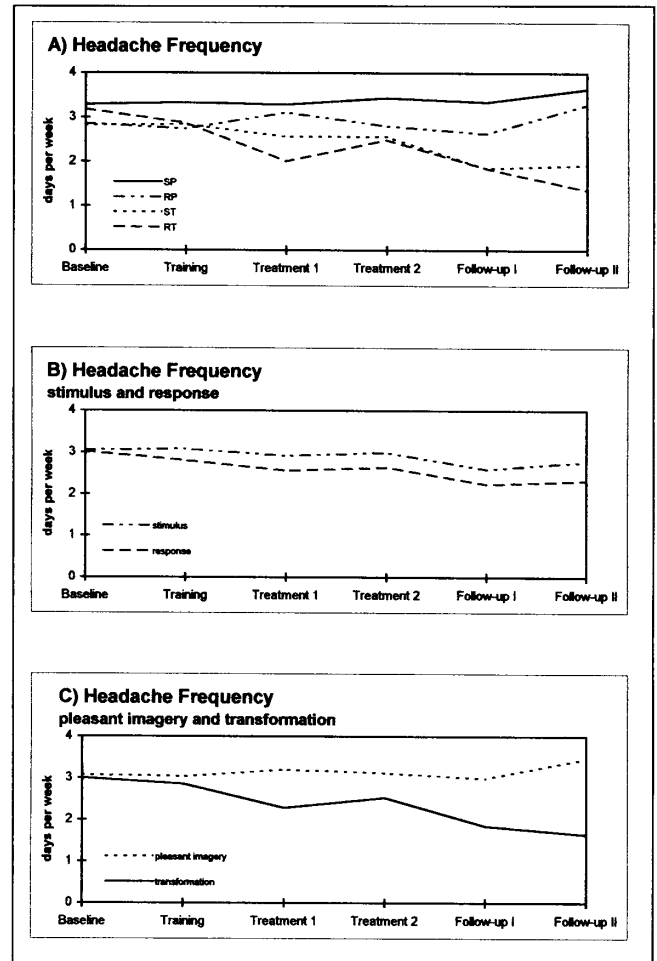 A) Headache Frequency
4
3
2
1
0
days per week
SP
RP
ST
RT
Baseline Training Treatment 1 Treatment 2 Follow-up I Follow-up II
B) Headache Frequency
stimulus and response
4
3
2
1
0
days per week
stimulus
response
Baseline Training Treatment 1 Treatment 2 Follow-up I Follow-up II
C) Headache Frequency
pleasant imagery and transformation
4
3
2
1
0
days per week
pleasant imagery
transformation
Baseline Training Treatment 1 Treatment 2 Follow-up I Follow-up II